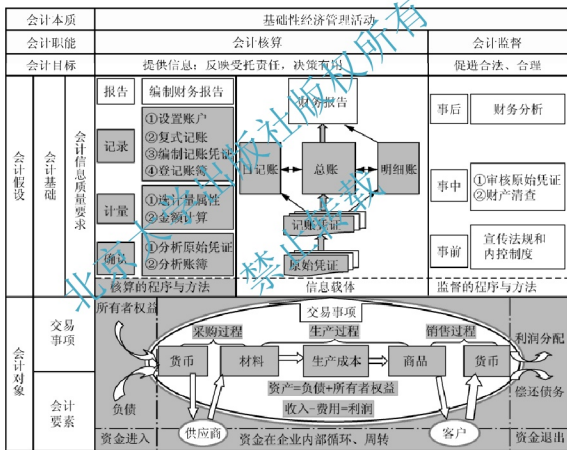 会计本质 基础性经济管理活动
会计职能 会计核算 会计监督
会计目标 提供信息：反映受托责任，决策有用 促进合法、合理
会计假设
会计基础
会计信息质量要求
报告 编制财务报告
记录 ①设置账户
②复式记账
③编制记账凭证
④登记账簿
计量 ①选计量属性
②金额计算
确认 ①分析原始凭证
②分析账簿
核算的程序与方法
财务报告
日记账 总账 明细账
记账凭证
原始凭证
信息载体
事后 财务分析
事中 ①审核原始凭证
②财产清查
事前 宣传法规和
内控制度
监督的程序与方法
会计对象
交易
事项
会计
要素
所有者权益
负债
资金进入
交易事项
采购过程 生产过程 销售过程
货币 材料 生产成本 商品 货币
资产=负债+所有者权益
收入-费用=利润
供应商 客户
资金在企业内部循环、周转
利润分配
偿还债务
资金退出
北京大学出版社版权所有
禁止转载